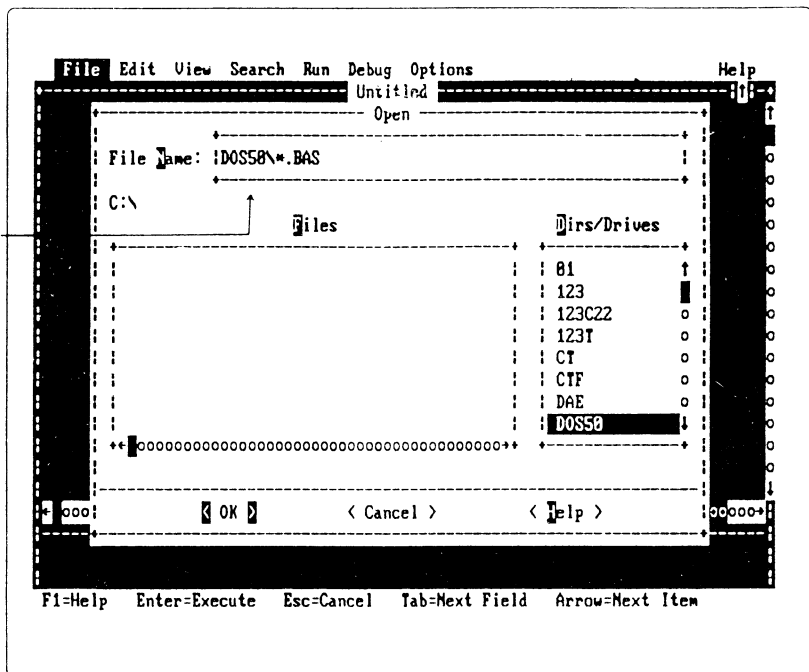 File Edit View Search Run Debug Options Help
Untitled
Open
File Name: DOS50\*.BAS
C:\
Files Dirs/Drives
01
123
123C22
123T
CT
CTF
DAE
DOS50
< OK > < Cancel > < Help >
F1=Help Enter=Execute Esc=Cancel Tab=Next Field Arrow=Next Item